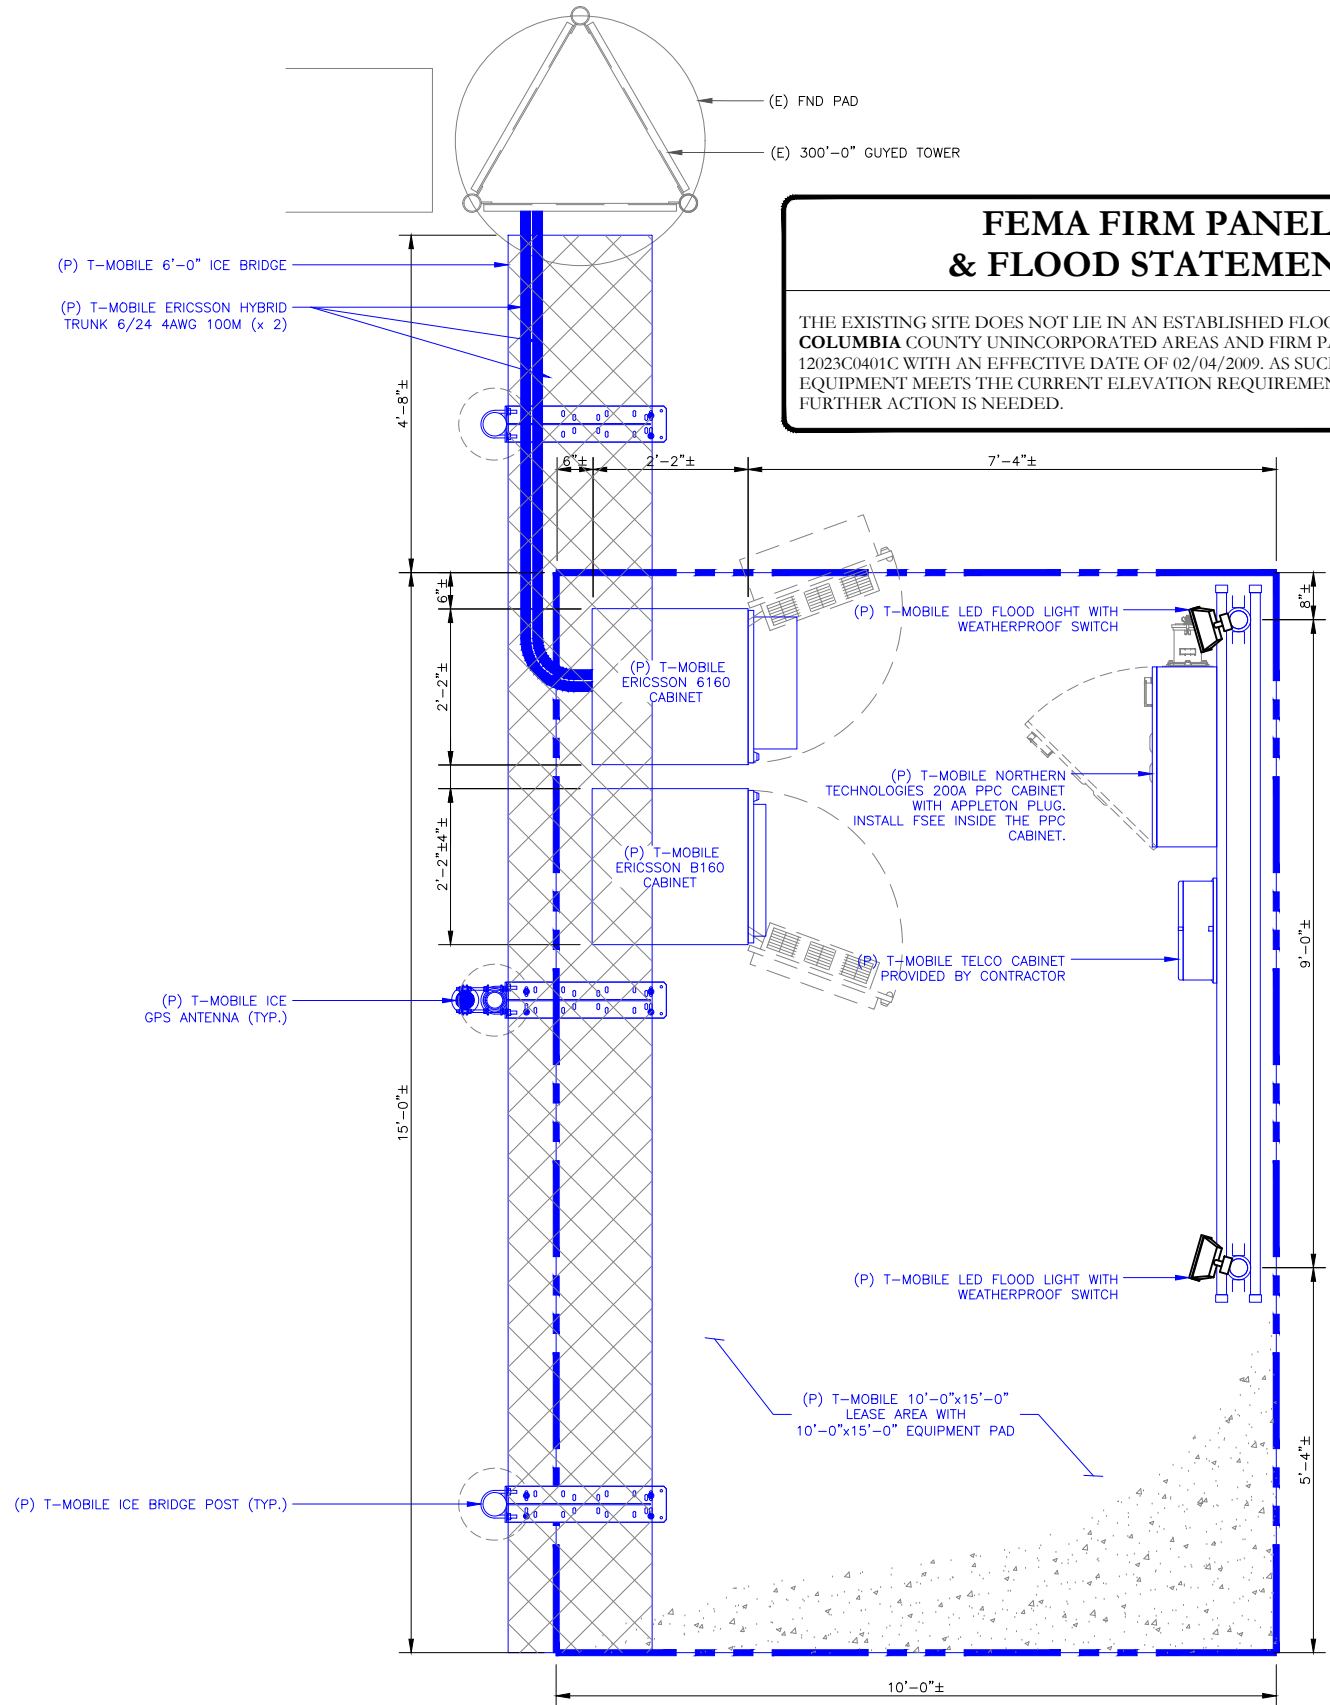 (E) FND PAD
(E) 300'-0" GUYED TOWER
FEMA FIRM PANEL
& FLOOD STATEMEN
THE EXISTING SITE DOES NOT LIE IN AN ESTABLISHED FLOO
COLUMBIA COUNTY UNINCORPORATED AREAS AND FIRM PA
12023C0401C WITH AN EFFECTIVE DATE OF 02/04/2009. AS SUC
EQUIPMENT MEETS THE CURRENT ELEVATION REQUIREMEN
FURTHER ACTION IS NEEDED.
(P) T-MOBILE 6'-0" ICE BRIDGE
(P) T-MOBILE ERICSSON HYBRID
TRUNK 6/24 4AWG 100M (x 2)
4'-8"±
6"±
2'-2"±
7'-4"±
6"±
8"±
(P) T-MOBILE LED FLOOD LIGHT WITH
WEATHERPROOF SWITCH
2'-2"±
(P) T-MOBILE
ERICSSON 6160
CABINET
(P) T-MOBILE NORTHERN
TECHNOLOGIES 200A PPC CABINET
WITH APPLETON PLUG.
INSTALL FSEE INSIDE THE PPC
CABINET.
2'-2"±4"±
(P) T-MOBILE
ERICSSON B160
CABINET
9'-0"±
(P) T-MOBILE TELCO CABINET
PROVIDED BY CONTRACTOR
(P) T-MOBILE ICE
GPS ANTENNA (TYP.)
15'-0"±
(P) T-MOBILE LED FLOOD LIGHT WITH
WEATHERPROOF SWITCH
(P) T-MOBILE 10'-0"x15'-0"
LEASE AREA WITH
10'-0"x15'-0" EQUIPMENT PAD
5'-4"±
(P) T-MOBILE ICE BRIDGE POST (TYP.)
10'-0"±